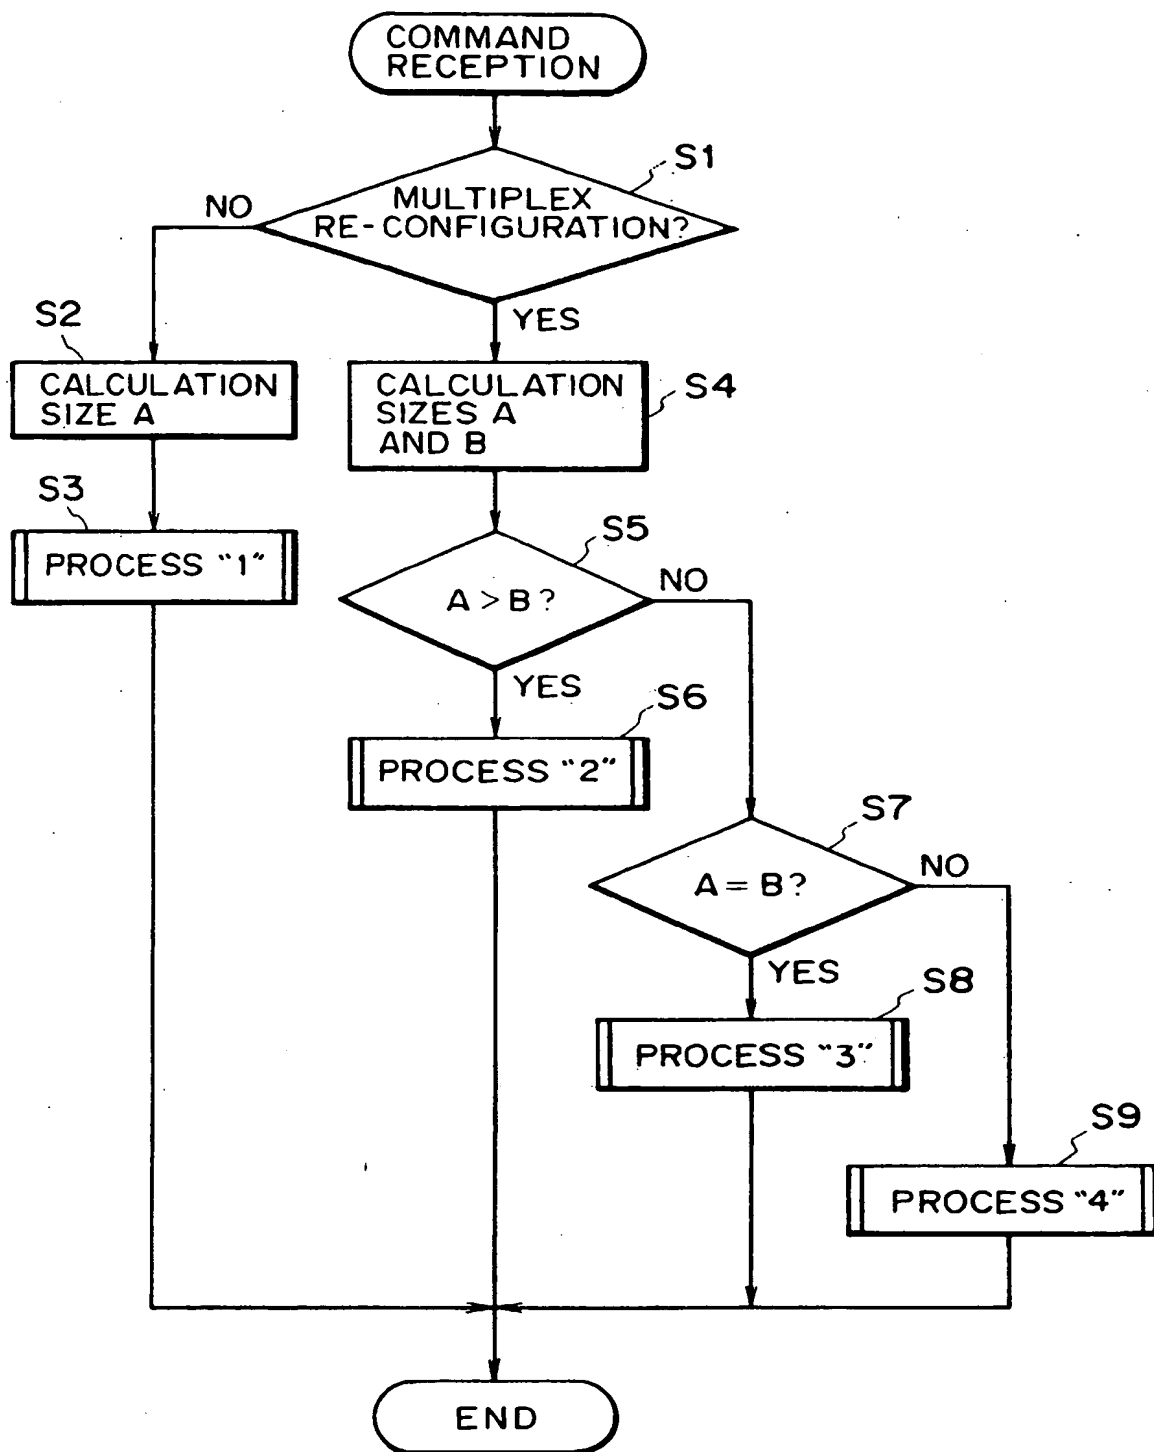 COMMAND
RECEPTION
S1
MULTIPLEX
RE-CONFIGURATION?
NO
YES
S2
CALCULATION
SIZE A
CALCULATION
SIZES A
AND B
S4
S3
PROCESS "1"
S5
A > B?
NO
YES
S6
PROCESS "2"
S7
A = B?
NO
YES
S8
PROCESS "3"
S9
PROCESS "4"
END